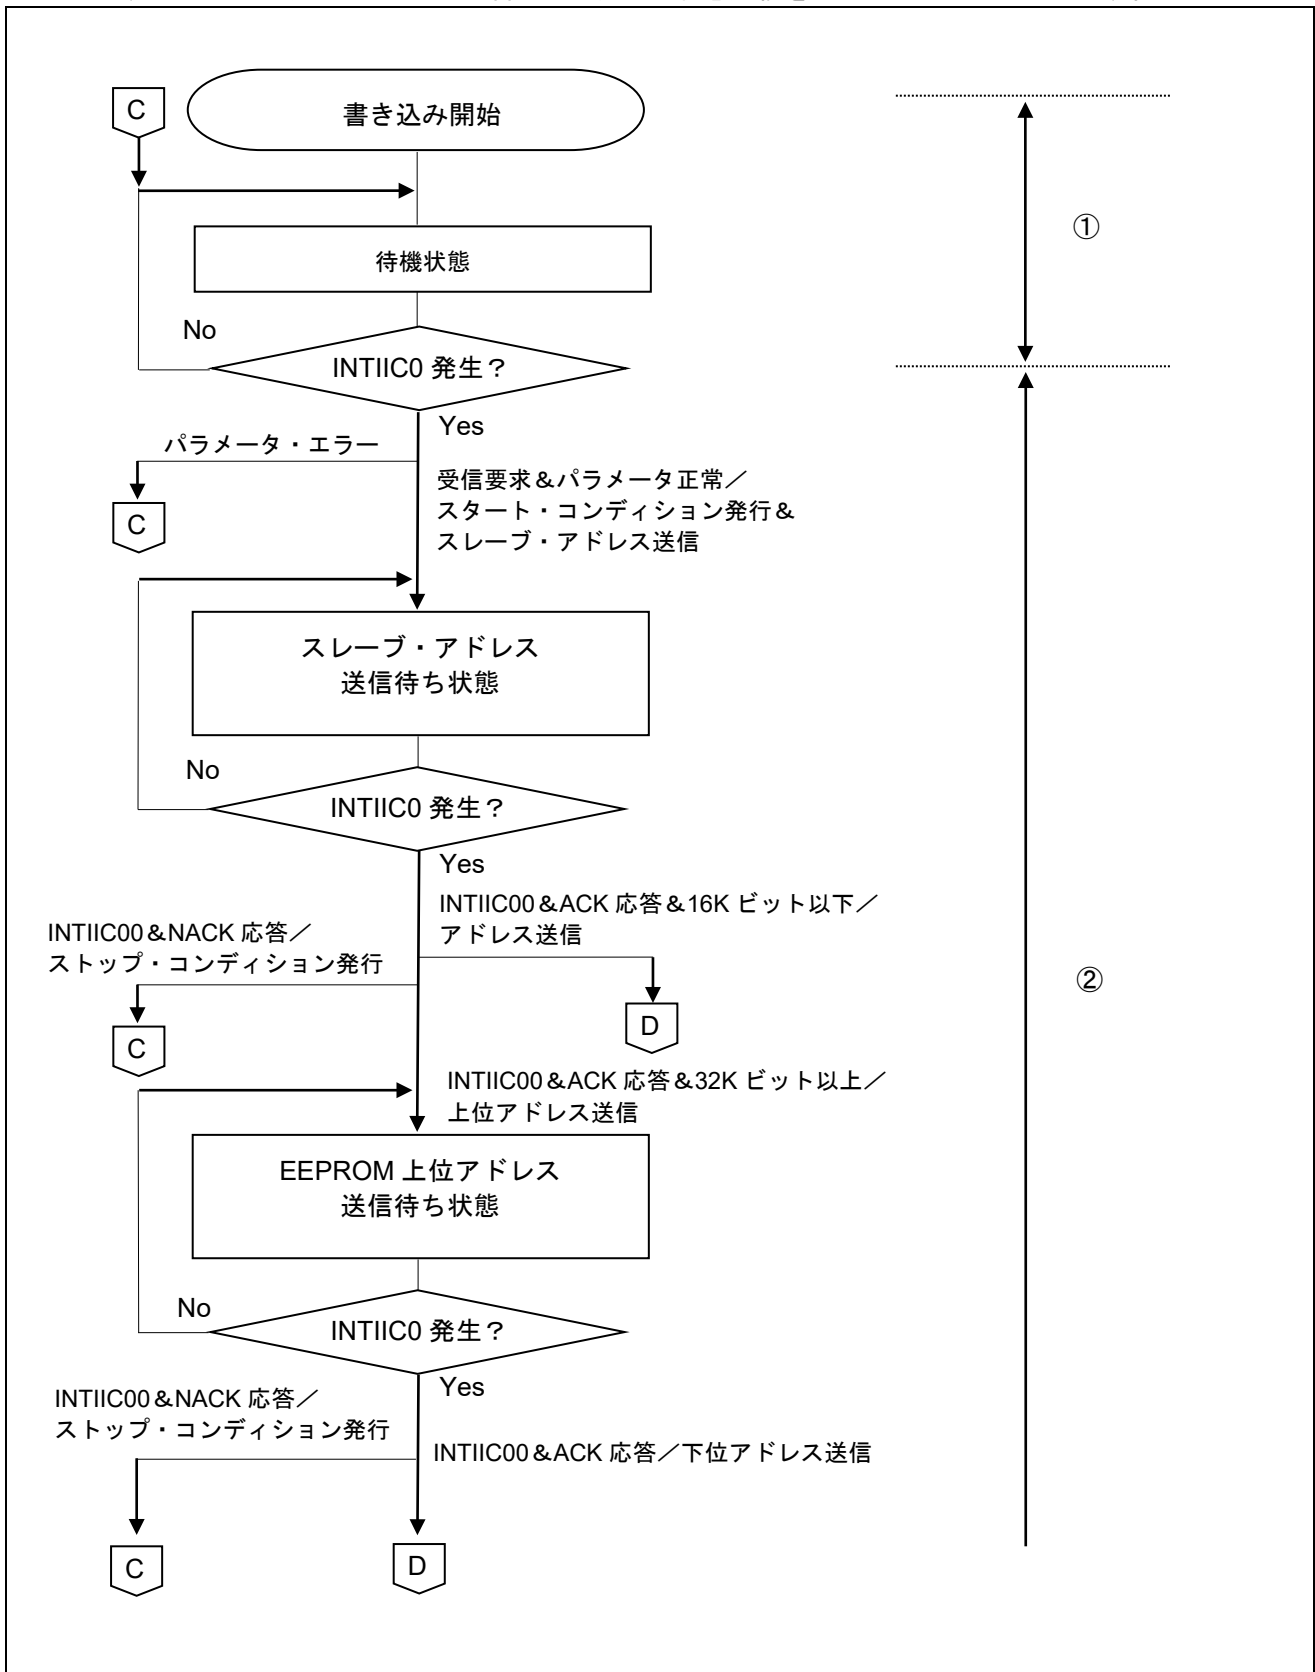 C
書き込み開始
①
待機状態
No
INTIIC0 発生？
Yes
パラメータ・エラー
受信要求＆パラメータ正常／
スタート・コンディション発行＆
スレーブ・アドレス送信
C
スレーブ・アドレス
送信待ち状態
No
INTIIC0 発生？
Yes
INTIIC00＆ACK 応答＆16K ビット以下／
アドレス送信
INTIIC00＆NACK 応答／
ストップ・コンディション発行
②
C
D
INTIIC00＆ACK 応答＆32K ビット以上／
上位アドレス送信
EEPROM 上位アドレス
送信待ち状態
No
INTIIC0 発生？
Yes
INTIIC00＆NACK 応答／
ストップ・コンディション発行
INTIIC00＆ACK 応答／下位アドレス送信
C
D